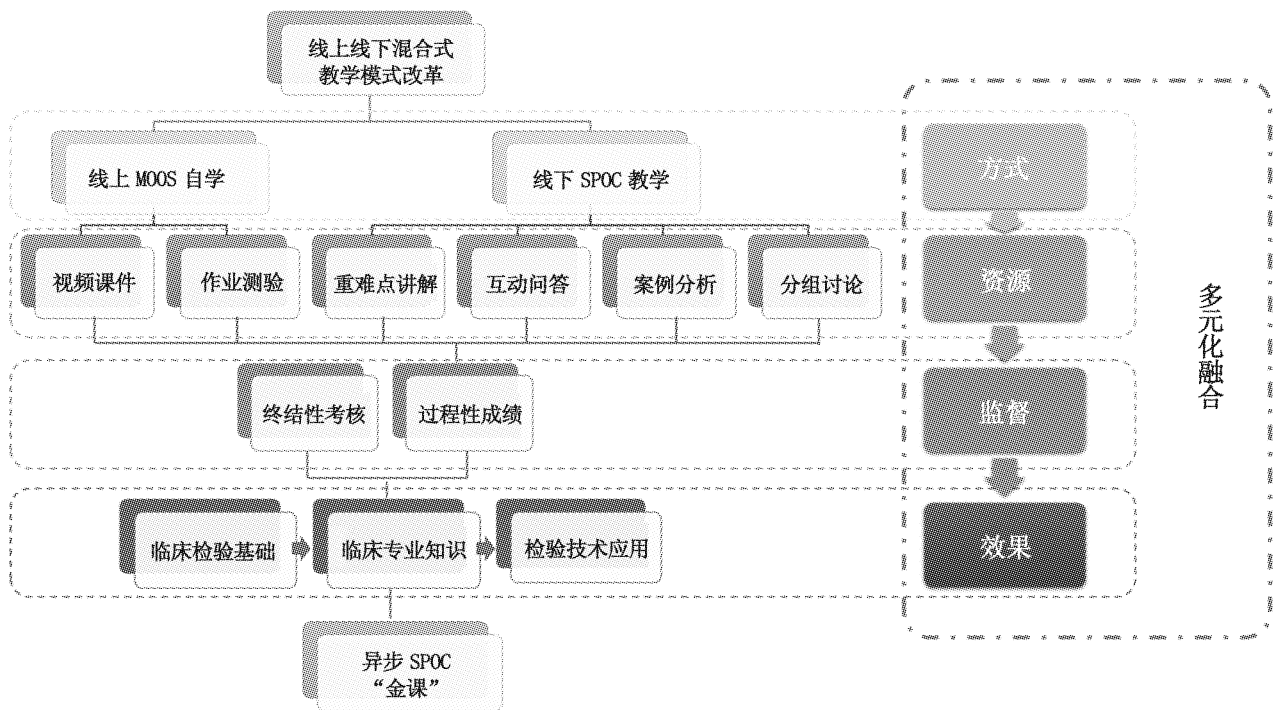 线上线下混合式
教学模式改革
线上 MOOS 自学
线下 SPOC 教学
方式
视频课件
作业测验
重难点讲解
互动问答
案例分析
分组讨论
资源
终结性考核
过程性成绩
监督
临床检验基础
临床专业知识
检验技术应用
效果
异步 SPOC
“金课”
多元化融合